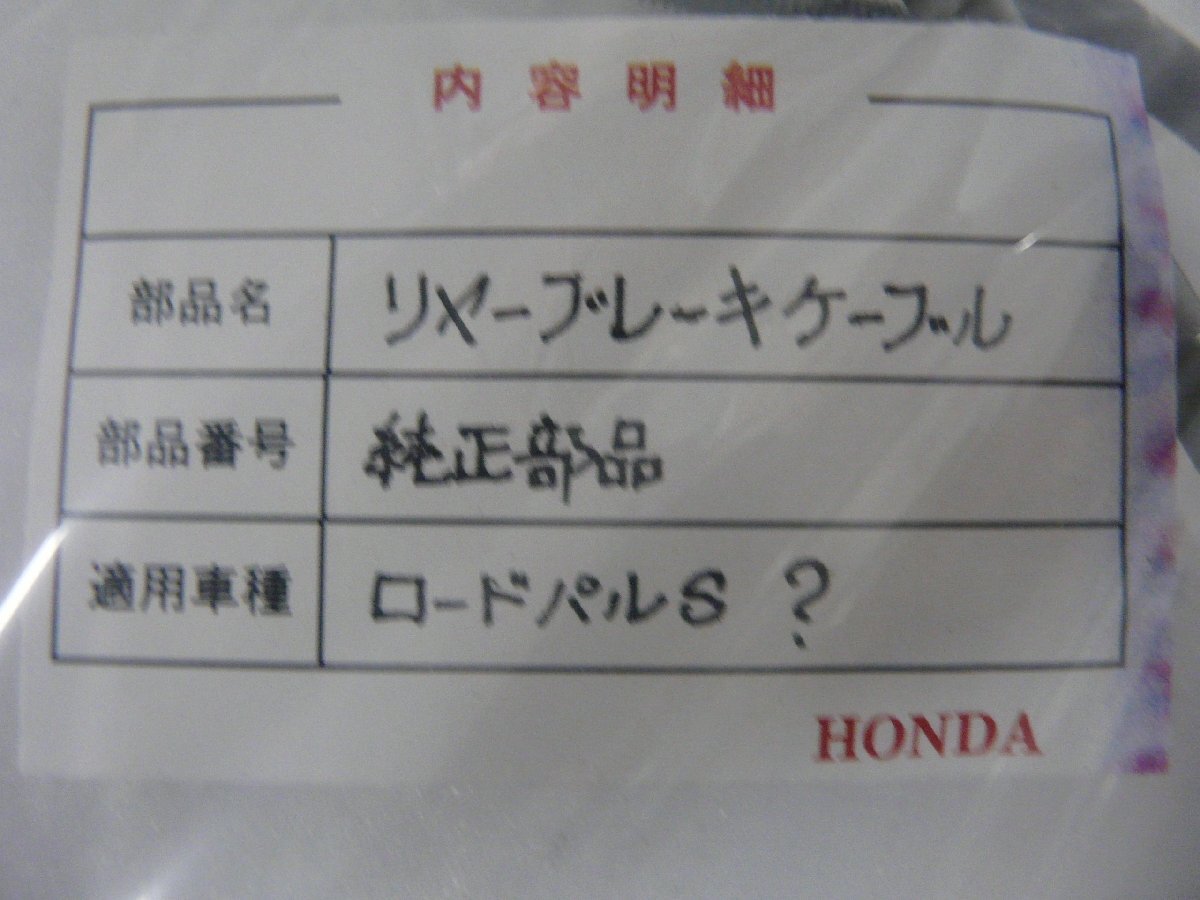 内容明細
部品名 リヤーブレーキケーブル
部品番号 純正部品
適用車種 ロードパルS ?
HONDA